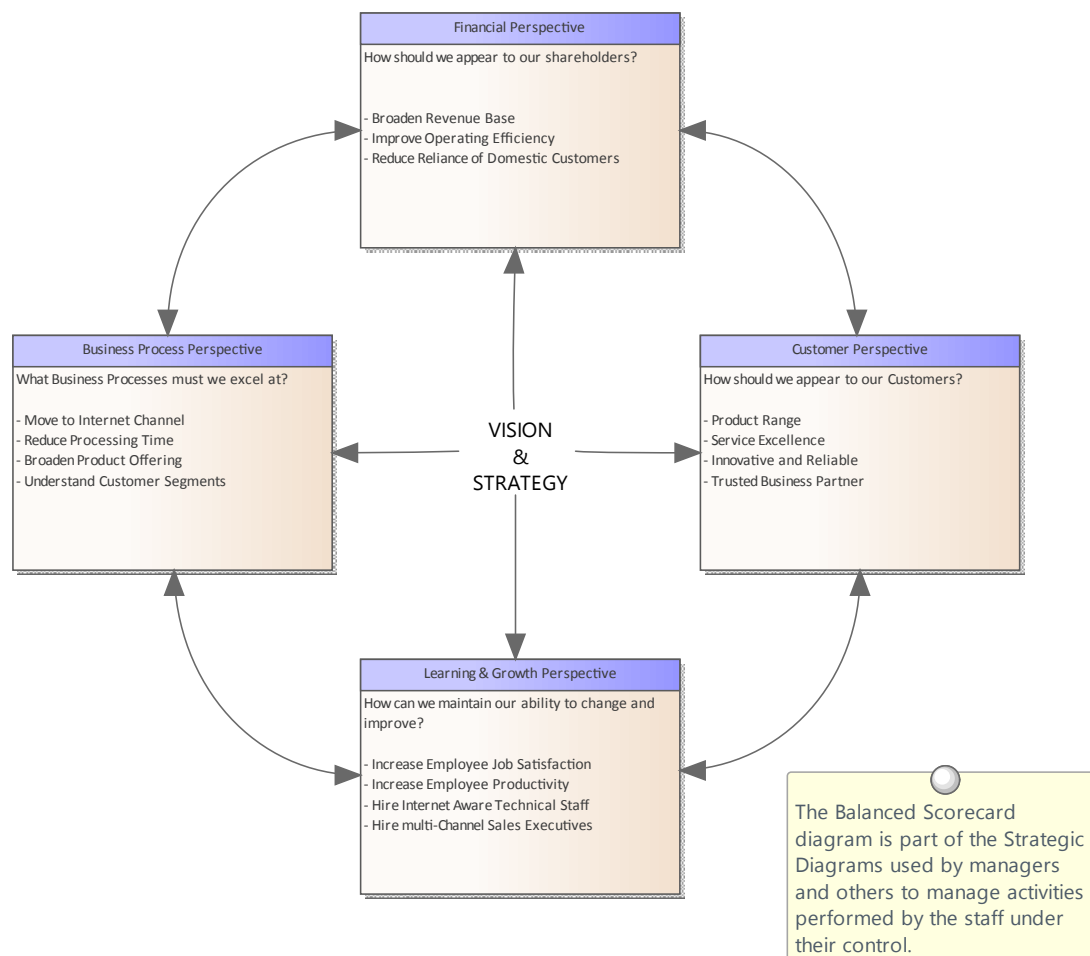 Financial Perspective
How should we appear to our shareholders?
- Broaden Revenue Base
- Improve Operating Efficiency
- Reduce Reliance of Domestic Customers
Business Process Perspective
What Business Processes must we excel at?
- Move to Internet Channel
- Reduce Processing Time
- Broaden Product Offering
- Understand Customer Segments
VISION
&
STRATEGY
Customer Perspective
How should we appear to our Customers?
- Product Range
- Service Excellence
- Innovative and Reliable
- Trusted Business Partner
Learning & Growth Perspective
How can we maintain our ability to change and
improve?
- Increase Employee Job Satisfaction
- Increase Employee Productivity
- Hire Internet Aware Technical Staff
- Hire multi-Channel Sales Executives
The Balanced Scorecard
diagram is part of the Strategic
Diagrams used by managers
and others to manage activities
performed by the staff under
their control.